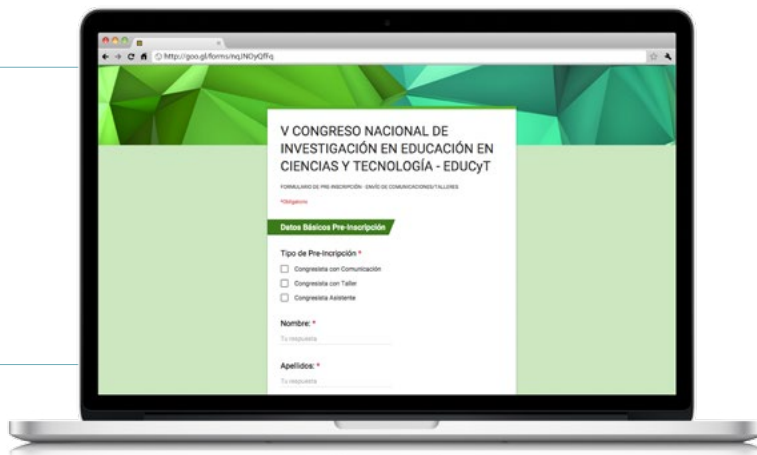 http://goo.gl/forms/nqJNOyQfFq
V CONGRESO NACIONAL DE
INVESTIGACIÓN EN EDUCACIÓN EN
CIENCIAS Y TECNOLOGÍA - EDUCyT
FORMULARIO DE PRE-INSCRIPCIÓN - ENVÍO DE COMUNICACIONES/TALLERES
*Obligatorio
Datos Básicos Pre-Inscripción
Tipo de Pre-Incripción *
Congresista con Comunicación
Congresista con Taller
Congresista Asistente
Nombre: *
Tu respuesta
Apellidos: *
Tu respuesta